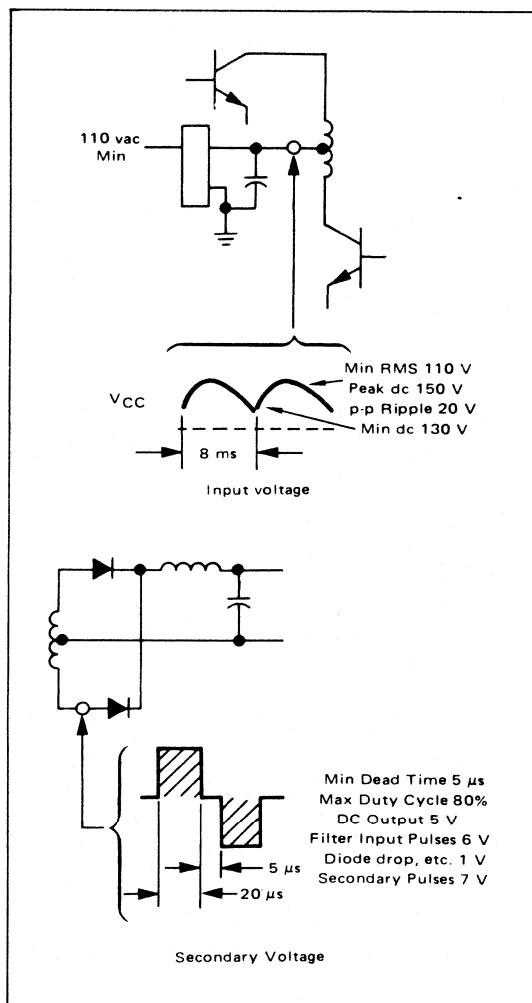 110 vac
Min
Min RMS 110 V
Peak dc 150 V
p-p Ripple 20 V
Min dc 130 V
VCC
8 ms
Input voltage
Min Dead Time 5 μs
Max Duty Cycle 80%
DC Output 5 V
Filter Input Pulses 6 V
Diode drop, etc. 1 V
Secondary Pulses 7 V
5 μs
20 μs
Secondary Voltage